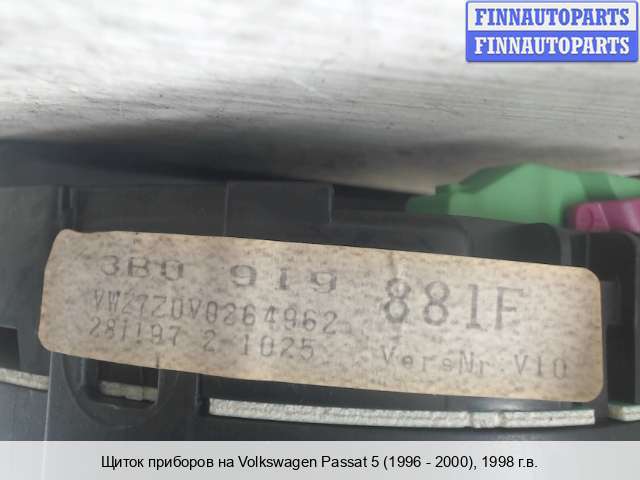 FINNAUTOPARTS
FINNAUTOPARTS
3B0 919 881F
VWZ7Z0V0264962
281197 2 1025 VersNr. V10
Щиток приборов на Volkswagen Passat 5 (1996 - 2000), 1998 г.в.